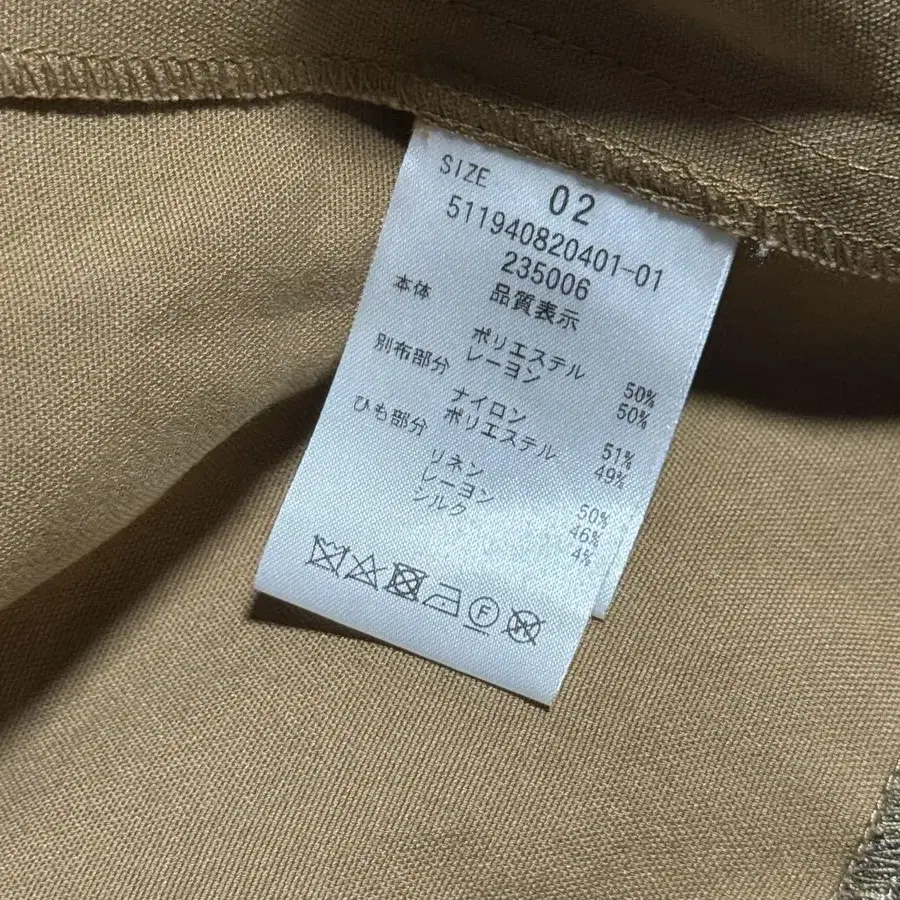 SIZE 02
511940820401-01
235006
品質表示
本体
ポリエステル 50%
レーヨン 50%
別布部分
ナイロン 51%
ポリエステル 49%
ひも部分
リネン 50%
レーヨン 46%
シルク 4%
F
W